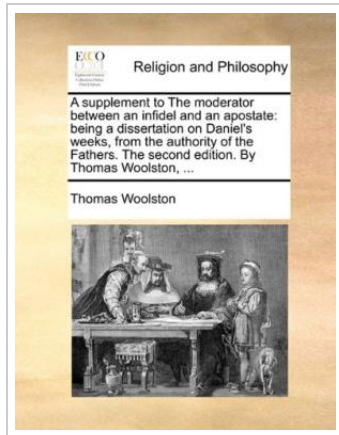 ECCO
Religion and Philosophy
A supplement to The moderator
between an infidel and an apostate:
being a dissertation on Daniel's
weeks, from the authority of the
Fathers. The second edition. By
Thomas Woolston, ...
Thomas Woolston